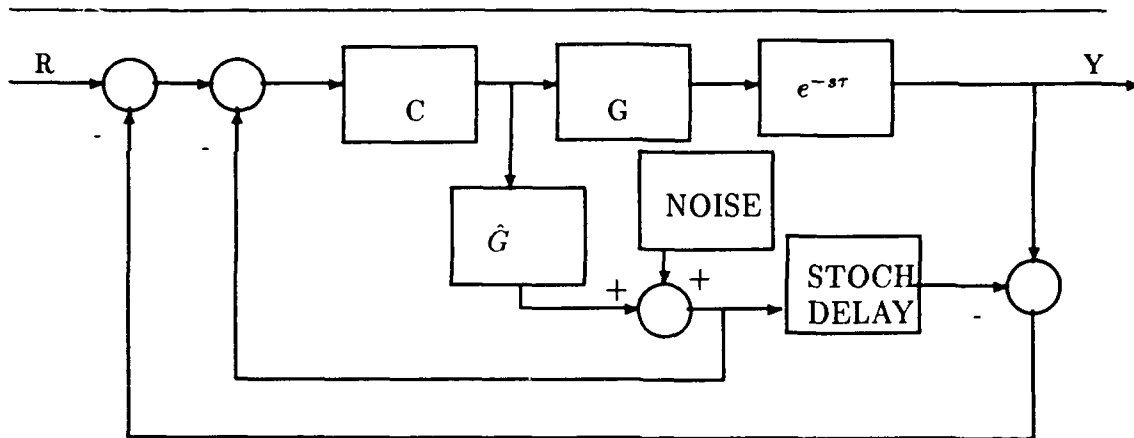 R
Y
C
G
e^{-sτ}
-
-
NOISE
Ĝ
+
+
STOCH
DELAY
-